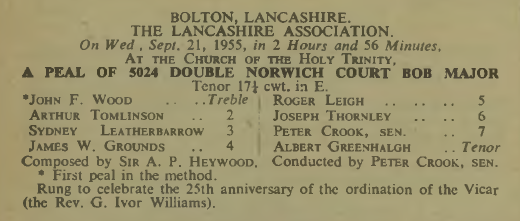 BOLTON, LANCASHIRE.
THE LANCASHIRE ASSOCIATION.
On Wed., Sept. 21, 1955, in 2 Hours and 56 Minutes,
AT THE CHURCH OF THE HOLY TRINITY,
A PEAL OF 5024 DOUBLE NORWICH COURT BOB MAJOR
Tenor 17¼ cwt. in E.
*JOHN F. WOOD .. ..Treble | ROGER LEIGH .. .. .. 5
ARTHUR TOMLINSON .. 2 | JOSEPH THORNLEY .. .. 6
SYDNEY LEATHERBARROW 3 | PETER CROOK, SEN. .. .. 7
JAMES W. GROUNDS .. 4 | ALBERT GREENHALGH .. Tenor
Composed by SIR A. P. HEYWOOD. Conducted by PETER CROOK, SEN.
* First peal in the method.
Rung to celebrate the 25th anniversary of the ordination of the Vicar
(the Rev. G. Ivor Williams).